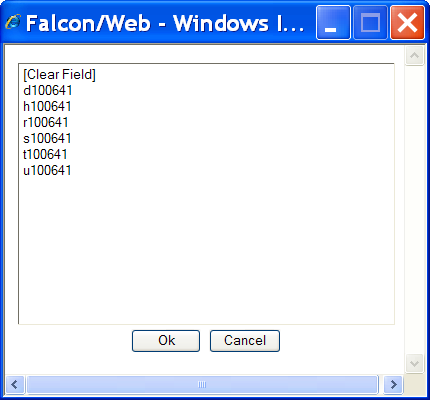 Falcon/Web - Windows I...
[Clear Field]
d100641
h100641
r100641
s100641
t100641
u100641
Ok
Cancel